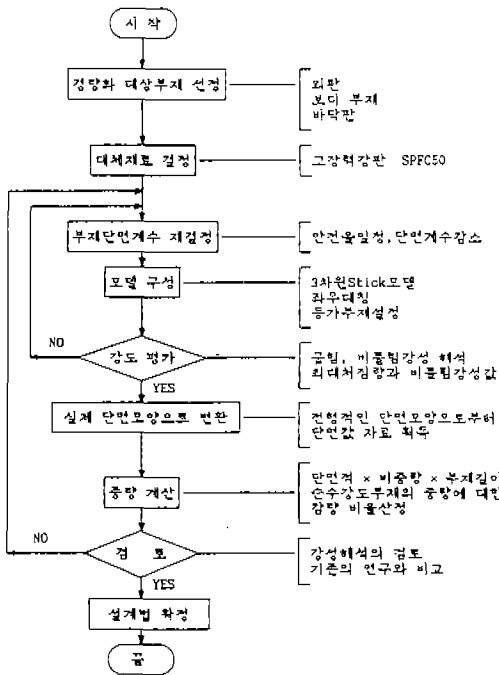 시 작
경량화 대상부재 선정
외판
보디 부재
바닥판
대체재료 결정
고장력강판 SPFC50
부재단면계수 재결정
안전율일정,단면계수감소
모델 구성
3차원Stick모델
좌우대칭
등가부재설정
NO
강도 평가
굽힘, 비틀림강성 해석
최대처짐량과 비틀림강성값
YES
실제 단면모양으로 변환
전형적인 단면모양으로부터
단면값 자료 획득
중량 계산
단면적 × 비중량 × 부재길이
순수강도부재의 중량에 대한
감량 비율산정
NO
검 토
강성해석의 검토
기존의 연구와 비교
YES
설계법 확정
끝